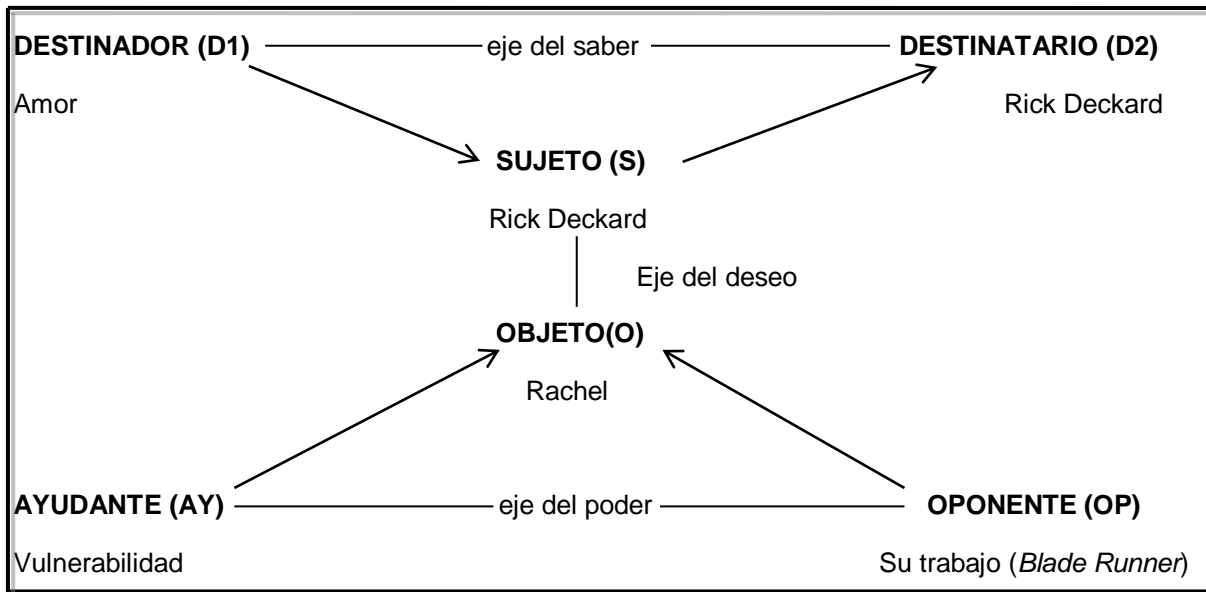 DESTINADOR (D1) eje del saber DESTINATARIO (D2)
Amor Rick Deckard
SUJETO (S)
Rick Deckard
Eje del deseo
OBJETO(O)
Rachel
AYUDANTE (AY) eje del poder OPONENTE (OP)
Vulnerabilidad Su trabajo (Blade Runner)